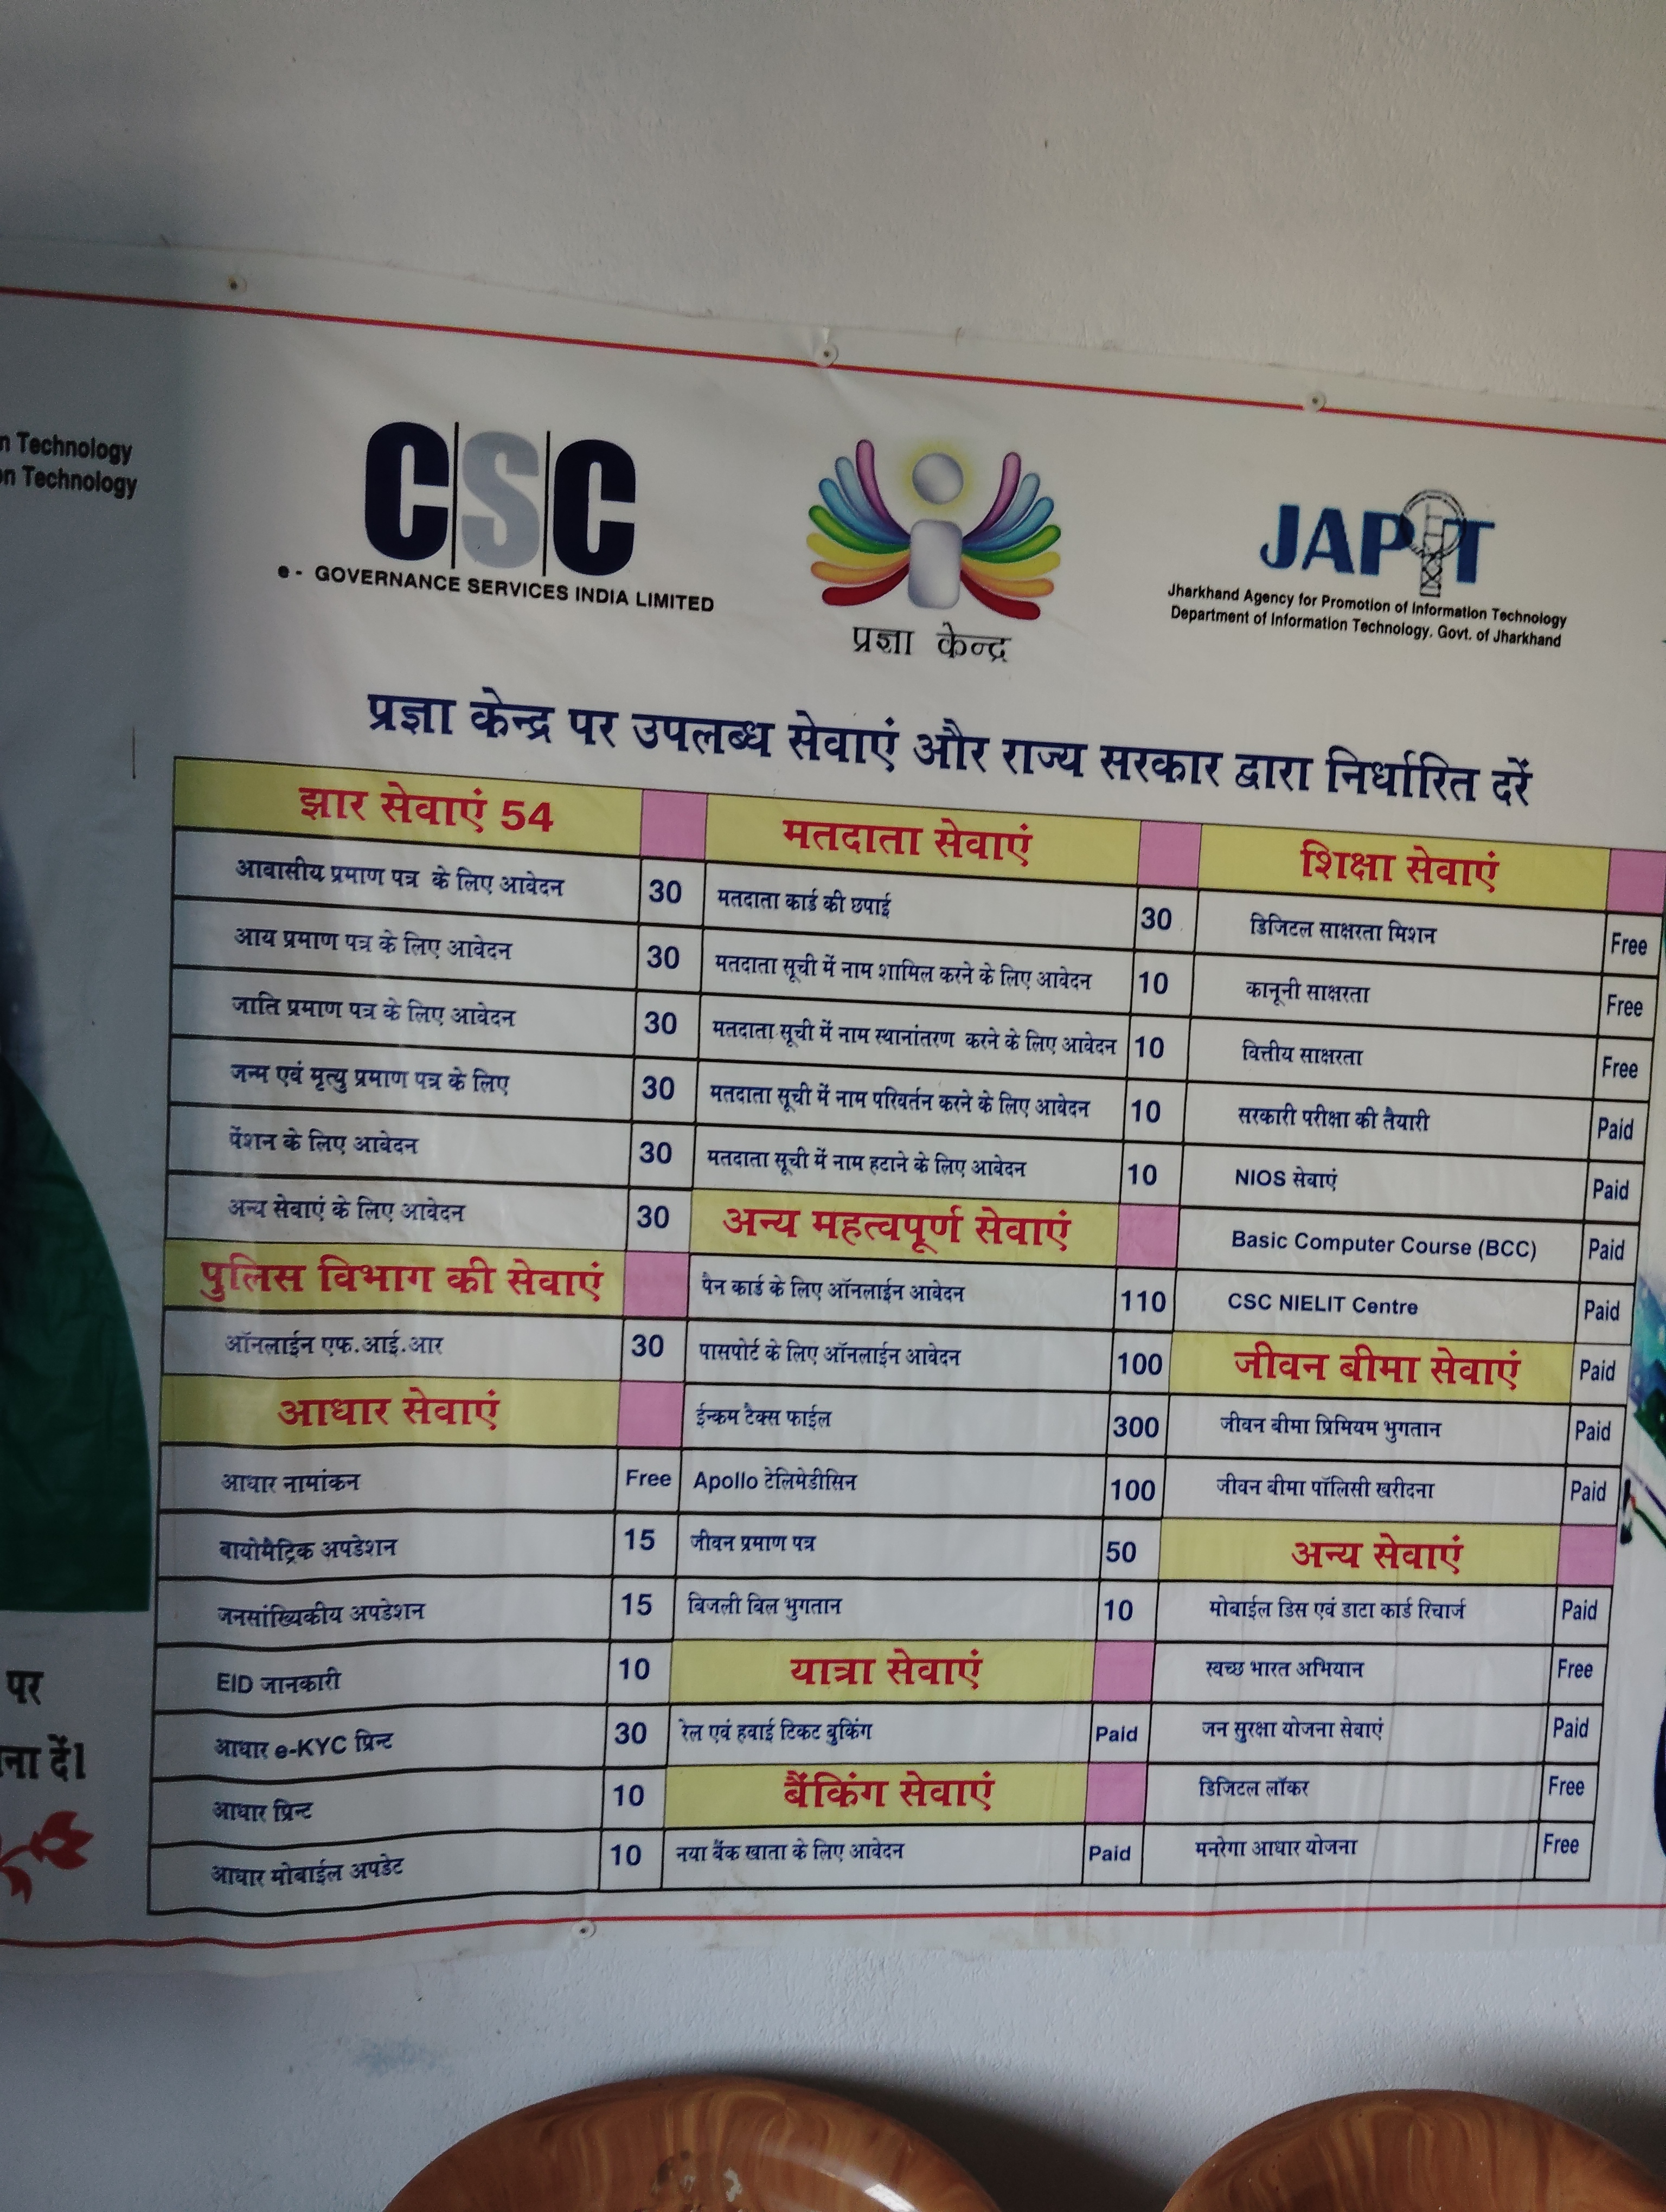 n Technology
on Technology
CSC
e - GOVERNANCE SERVICES INDIA LIMITED
प्रज्ञा केन्द्र
JAPIT
Jharkhand Agency for Promotion of Information Technology
Department of Information Technology. Govt. of Jharkhand
प्रज्ञा केन्द्र पर उपलब्ध सेवाएं और राज्य सरकार द्वारा निर्धारित दरें
झार सेवाएं 54
आवासीय प्रमाण पत्र के लिए आवेदन 30
आय प्रमाण पत्र के लिए आवेदन 30
जाति प्रमाण पत्र के लिए आवेदन 30
जन्म एवं मृत्यु प्रमाण पत्र के लिए 30
पेंशन के लिए आवेदन 30
अन्य सेवाएं के लिए आवेदन 30
पुलिस विभाग की सेवाएं
ऑनलाईन एफ.आई.आर 30
आधार सेवाएं
आधार नामांकन Free
बायोमैट्रिक अपडेशन 15
जनसांख्यिकीय अपडेशन 15
EID जानकारी 10
आधार e-KYC प्रिन्ट 30
आधार प्रिन्ट 10
आधार मोबाईल अपडेट 10
मतदाता सेवाएं
मतदाता कार्ड की छपाई 30
मतदाता सूची में नाम शामिल करने के लिए आवेदन 10
मतदाता सूची में नाम स्थानांतरण करने के लिए आवेदन 10
मतदाता सूची में नाम परिवर्तन करने के लिए आवेदन 10
मतदाता सूची में नाम हटाने के लिए आवेदन 10
अन्य महत्वपूर्ण सेवाएं
पैन कार्ड के लिए ऑनलाईन आवेदन 110
पासपोर्ट के लिए ऑनलाईन आवेदन 100
ईन्कम टैक्स फाईल 300
Apollo टेलिमेडीसिन 100
जीवन प्रमाण पत्र 50
बिजली बिल भुगतान 10
यात्रा सेवाएं
रेल एवं हवाई टिकट बुकिंग Paid
बैंकिंग सेवाएं
नया बैंक खाता के लिए आवेदन Paid
शिक्षा सेवाएं
डिजिटल साक्षरता मिशन Free
कानूनी साक्षरता Free
वित्तीय साक्षरता Free
सरकारी परीक्षा की तैयारी Paid
NIOS सेवाएं Paid
Basic Computer Course (BCC) Paid
CSC NIELIT Centre Paid
जीवन बीमा सेवाएं Paid
जीवन बीमा प्रिमियम भुगतान Paid
जीवन बीमा पॉलिसी खरीदना Paid
अन्य सेवाएं
मोबाईल डिस एवं डाटा कार्ड रिचार्ज Paid
स्वच्छ भारत अभियान Free
जन सुरक्षा योजना सेवाएं Paid
डिजिटल लॉकर Free
मनरेगा आधार योजना Free
पर
ना दें।